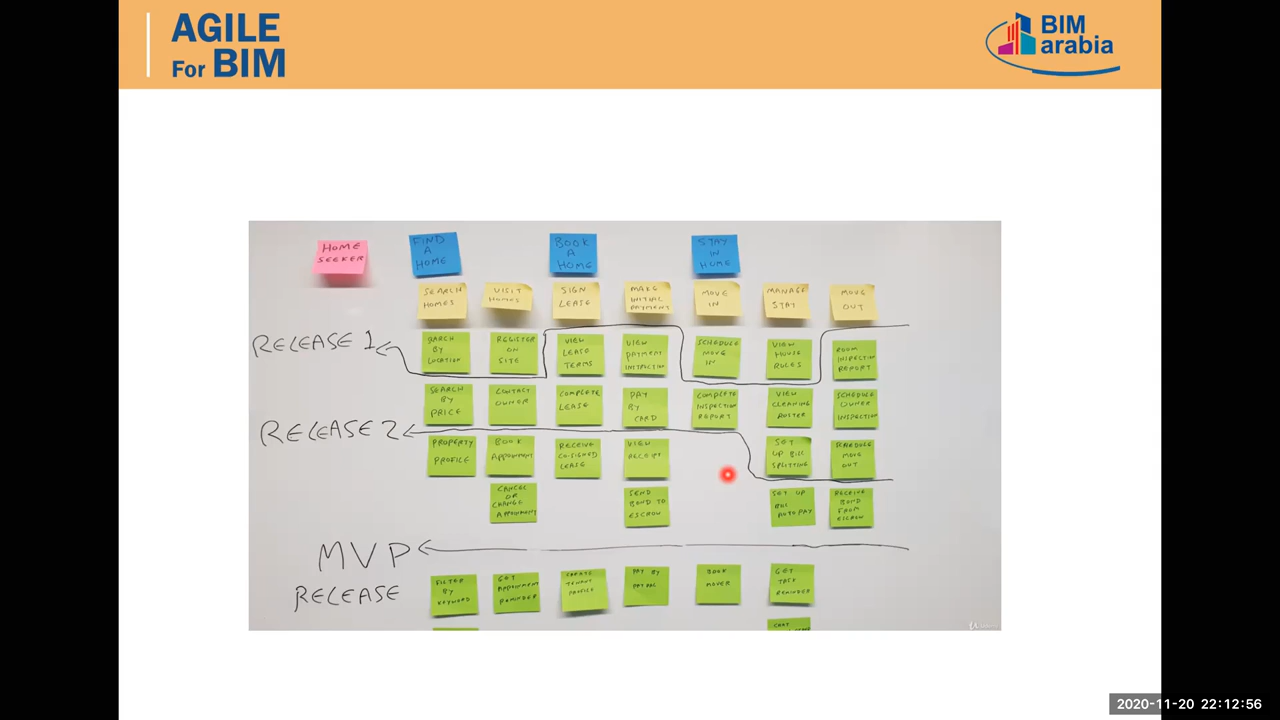 AGILE
For BIM
BIM
arabia
HOME
SEEKER
FIND
A
HOME
BOOK
A
HOME
STAY
IN
HOME
SEARCH
HOMES
VISIT
HOMES
SIGN
LEASE
MAKE
INITIAL
PAYMENT
MOVE
IN
MANAGE
STAY
MOVE
OUT
RELEASE 1
BY
LOCATION
REGISTER
ON
SITE
VIEW
LEASE
TERMS
VIEW
PAYMENT
INSTRUCTION
SCHEDULE
MOVE
IN
VIEW
HOUSE
RULES
ROOM
INSPECTION
REPORT
SEARCH
BY
PRICE
CONTACT
OWNER
COMPLETE
LEASE
PAY
BY
CARD
COMPLETE
INSPECTION
REPORT
VIEW
CLEANING
ROSTER
SCHEDULE
OWNER
INSPECTION
RELEASE 2
PROPERTY
PROFILE
BOOK
APPOINTMENT
RECEIVE
CO-SIGNED
LEASE
VIEW
RECEIPT
SET
UP BILL
SPLITTING
MOVE
OUT
CANCEL
OR
CHANGE
APPOINTMENT
SEND
BOND TO
ESCROW
SET UP
BILL
AUTOPAY
RECEIVE
BOND
FROM
ESCROW
MVP
RELEASE
FILTER
BY
KEYWORD
GET
APPOINTMENT
REMINDER
CREATE
TENANT
PROFILE
PAY BY
PAYPAL
BOOK
MOVER
GET
TASK
REMINDER
CHAT
2020-11-20 22:12:56